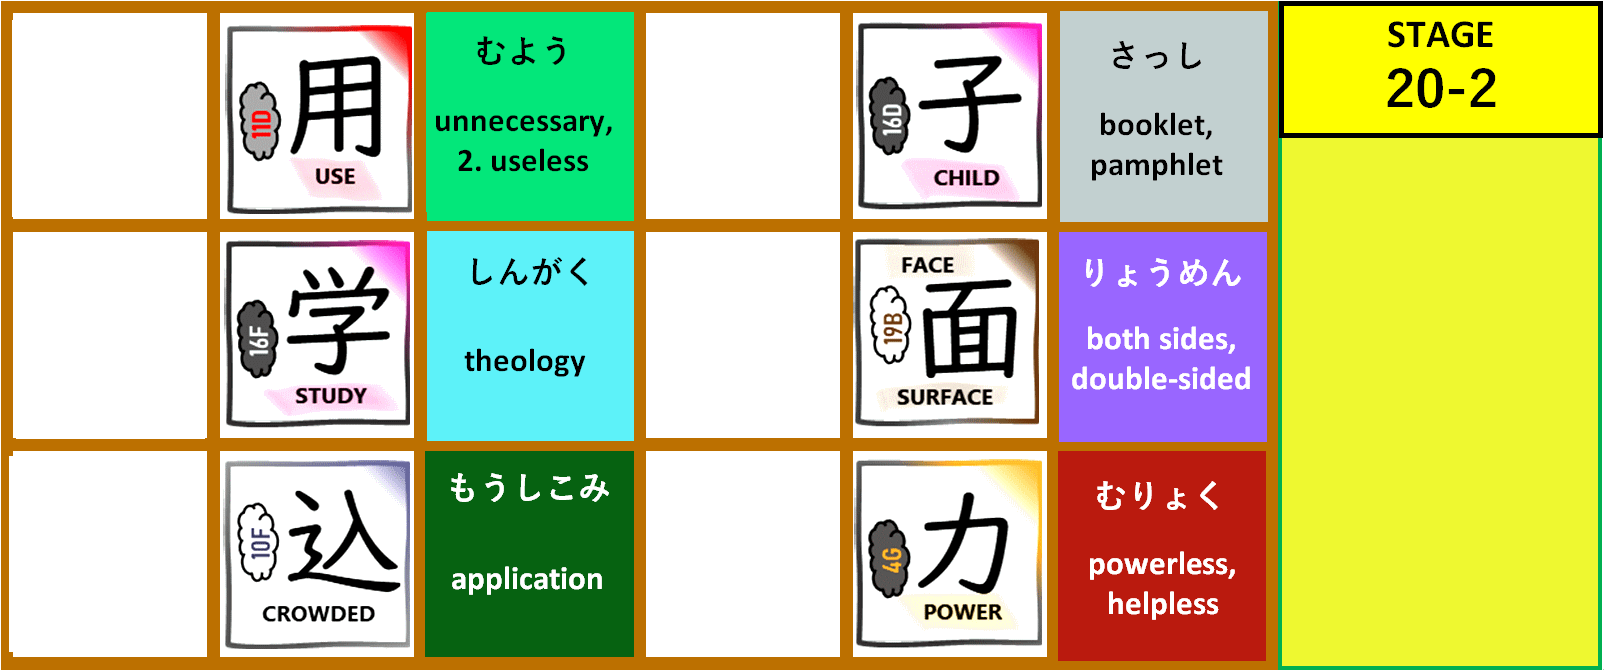 11D
用
USE
むよう
unnecessary,
2. useless
16D
子
CHILD
さっし
booklet,
pamphlet
STAGE
20-2
16F
学
STUDY
しんがく
theology
FACE
19B
面
SURFACE
りょうめん
both sides,
double-sided
10F
込
CROWDED
もうしこみ
application
4G
力
POWER
むりょく
powerless,
helpless